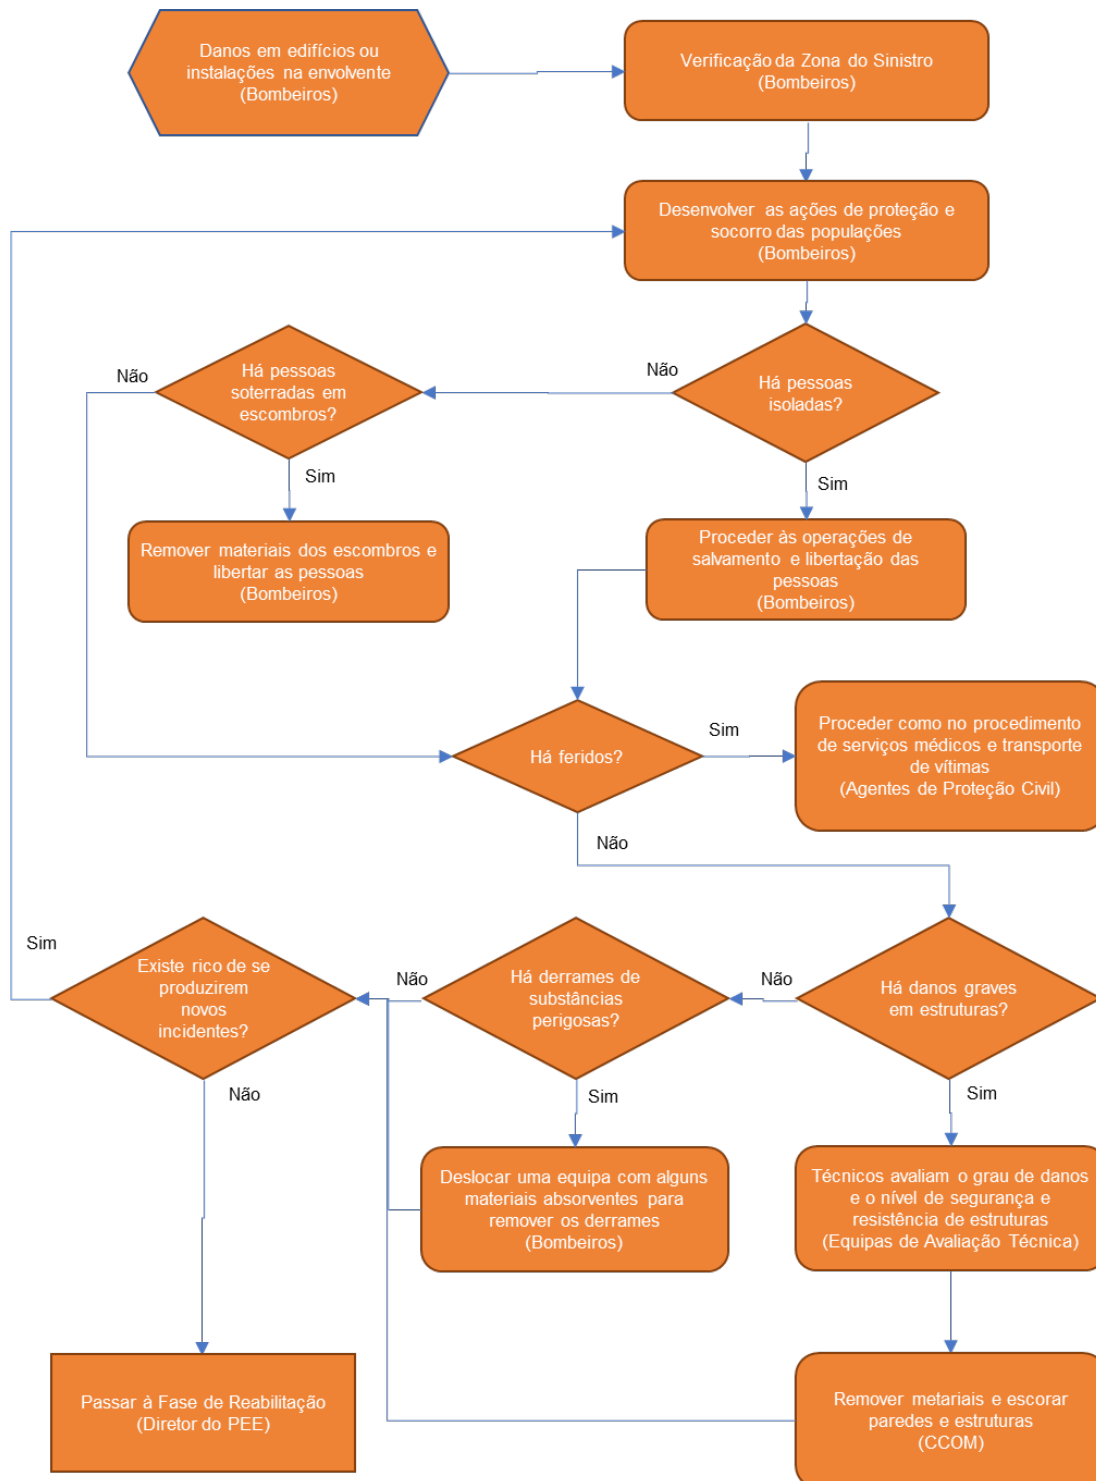 Danos em edifícios ou
instalações na envolvente
(Bombeiros)
Verificação da Zona do Sinistro
(Bombeiros)
Desenvolver as ações de proteção e
socorro das populações
(Bombeiros)
Há pessoas
isoladas?
Não
Sim
Há pessoas
soterradas em
escombros?
Não
Sim
Remover materiais dos escombros e
libertar as pessoas
(Bombeiros)
Proceder às operações de
salvamento e libertação das
pessoas
(Bombeiros)
Há feridos?
Sim
Não
Proceder como no procedimento
de serviços médicos e transporte
de vítimas
(Agentes de Proteção Civil)
Há danos graves
em estruturas?
Não
Sim
Há derrames de
substâncias
perigosas?
Não
Sim
Existe rico de se
produzirem
novos
incidentes?
Sim
Não
Deslocar uma equipa com alguns
materiais absorventes para
remover os derrames
(Bombeiros)
Técnicos avaliam o grau de danos
e o nível de segurança e
resistência de estruturas
(Equipas de Avaliação Técnica)
Passar à Fase de Reabilitação
(Diretor do PEE)
Remover metariais e escorar
paredes e estruturas
(CCOM)